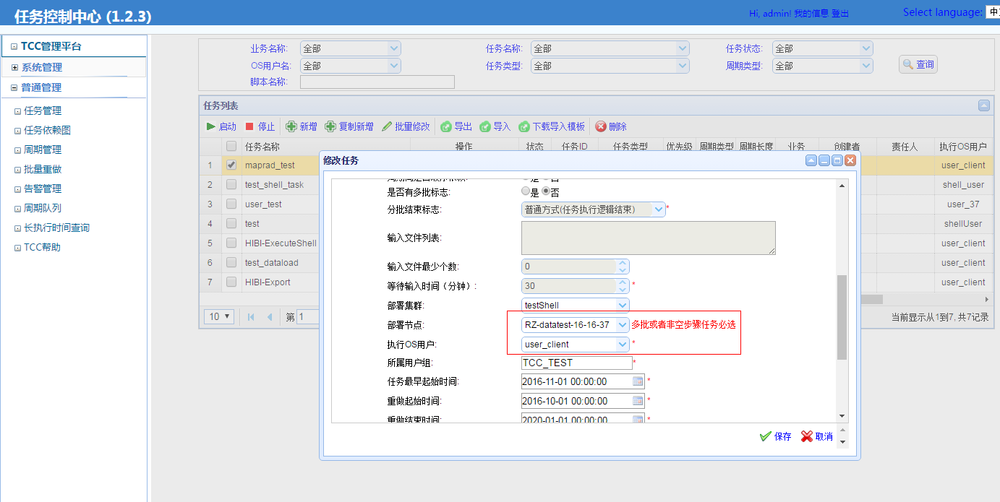 任务控制中心 (1.2.3)
Hi, admin! 我的信息 登出
Select language:
TCC管理平台
系统管理
普通管理
任务管理
任务依赖图
周期管理
批量重做
告警管理
周期队列
长执行时间查询
TCC帮助
业务名称: 全部 任务名称: 全部 任务状态: 全部
OS用户名: 全部 任务类型: 全部 周期类型: 全部 查询
脚本名称:
任务列表
启动 停止 新增 复制新增 批量修改 导出 导入 下载导入模板 删除
任务名称 操作 状态 任务ID 任务类型 优先级 周期类型 周期长度 业务 创建者 责任人 执行OS用户
1 maprad_test user_client
2 test_shell_task shell_user
3 user_test user_37
4 test shellUser
5 HIBI-ExecuteShell user_client
6 test_dataload user_client
7 HIBI-Export user_client
10 第 1 当前显示从1到7, 共7记录
修改任务
是 否
是否有多批标志: 是 否
分批结束标志: 普通方式(任务执行逻辑结束) *
输入文件列表:
输入文件最少个数: 0
等待输入时间（分钟）: 30 *
部署集群: testShell
部署节点: RZ-datatest-16-16-37 多批或者非空步骤任务必选
执行OS用户: user_client *
所属用户组: TCC_TEST *
任务最早起始时间: 2016-11-01 00:00:00 *
重做起始时间: 2016-10-01 00:00:00 *
重做结束时间: 2020-01-01 00:00:00 *
保存 取消